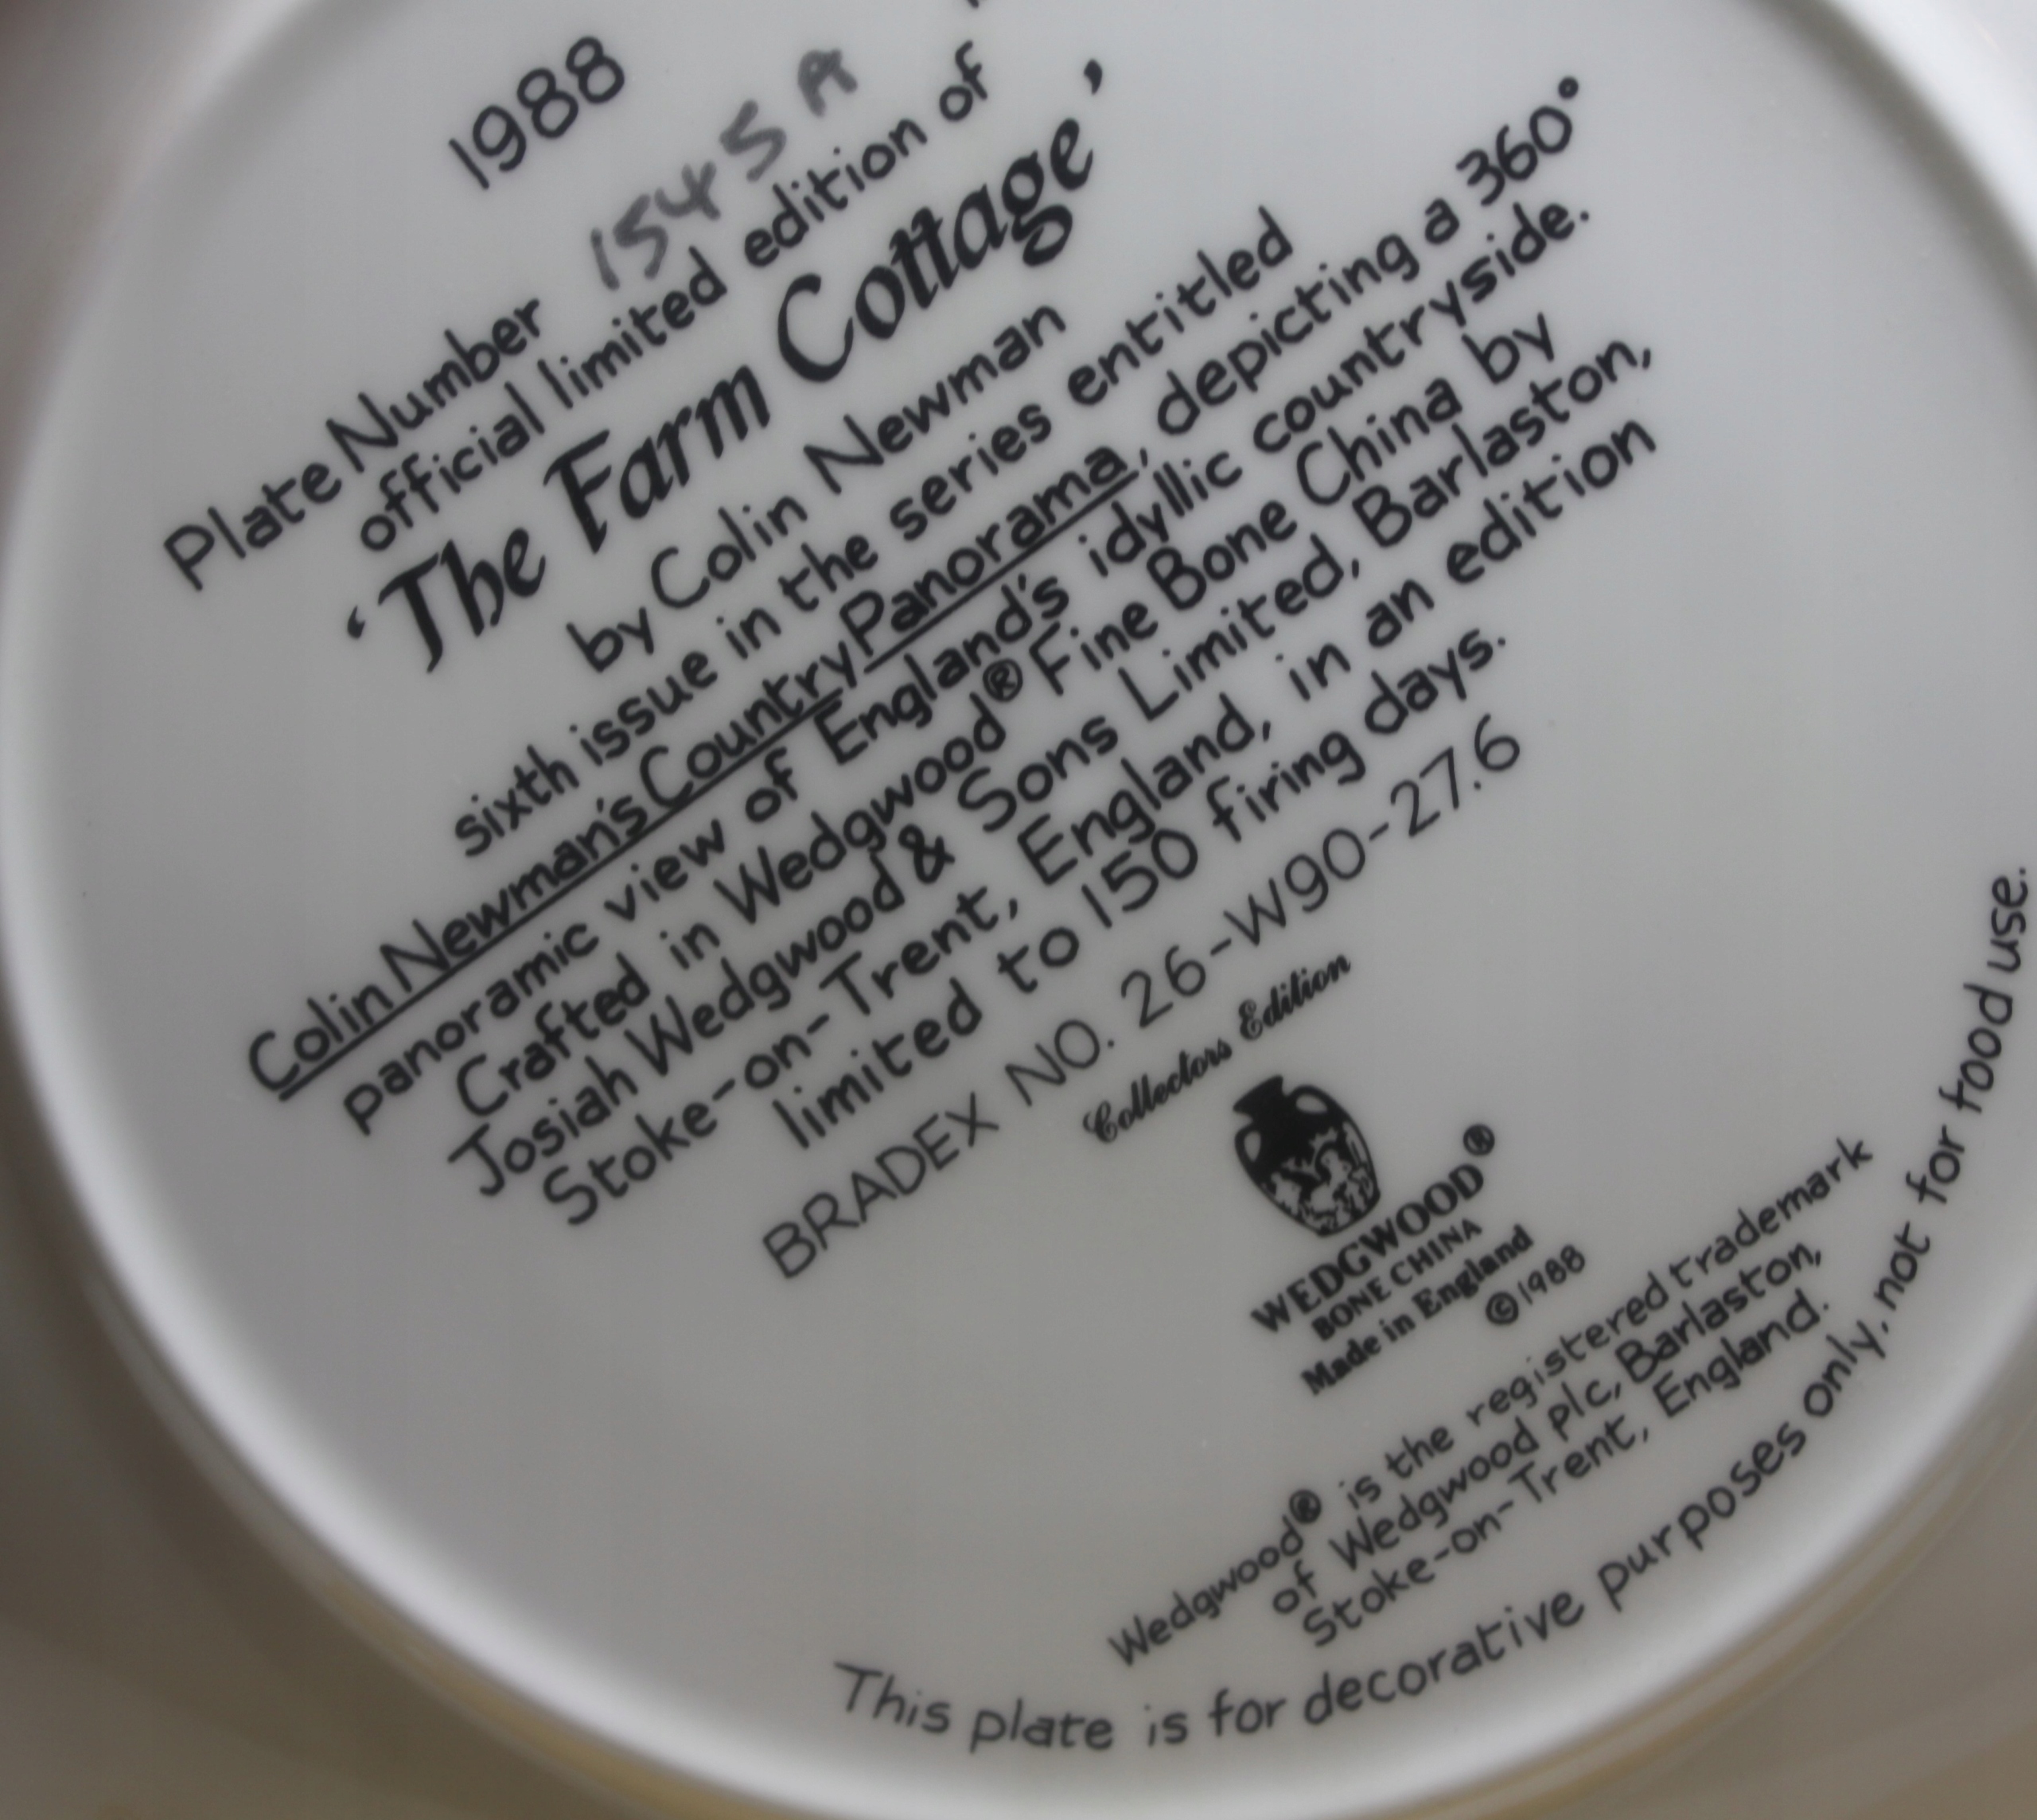 1988
Plate Number 1545A
official limited edition of
‘The Farm Cottage’
by Colin Newman
sixth issue in the series entitled
Colin Newman's Country Panorama, depicting a 360°
panoramic view of England's idyllic countryside.
Crafted in Wedgwood® Fine Bone China by
Josiah Wedgwood & Sons Limited, Barlaston,
Stoke-on-Trent, England, in an edition
limited to 150 firing days.
BRADEX NO. 26-W90-27.6
Collectors Edition
WEDGWOOD®
BONE CHINA
Made in England
©1988
Wedgwood® is the registered trademark
of Wedgwood plc, Barlaston,
Stoke-on-Trent, England.
This plate is for decorative purposes only, not for food use.